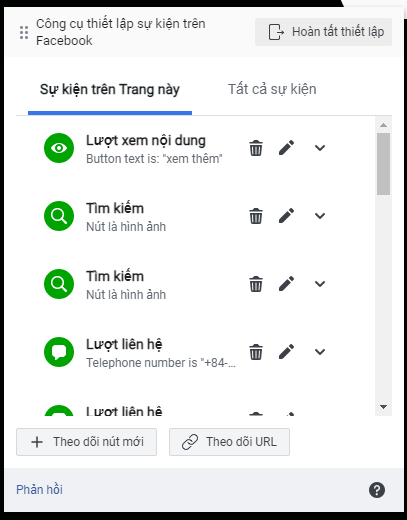 Công cụ thiết lập sự kiện trên
Facebook
Hoàn tất thiết lập
Sự kiện trên Trang này
Tất cả sự kiện
Lượt xem nội dung
Button text is: "xem thêm"
Tìm kiếm
Nút là hình ảnh
Tìm kiếm
Nút là hình ảnh
Lượt liên hệ
Telephone number is "+84-...
Lượt liên hệ
Theo dõi nút mới
Theo dõi URL
Phản hồi